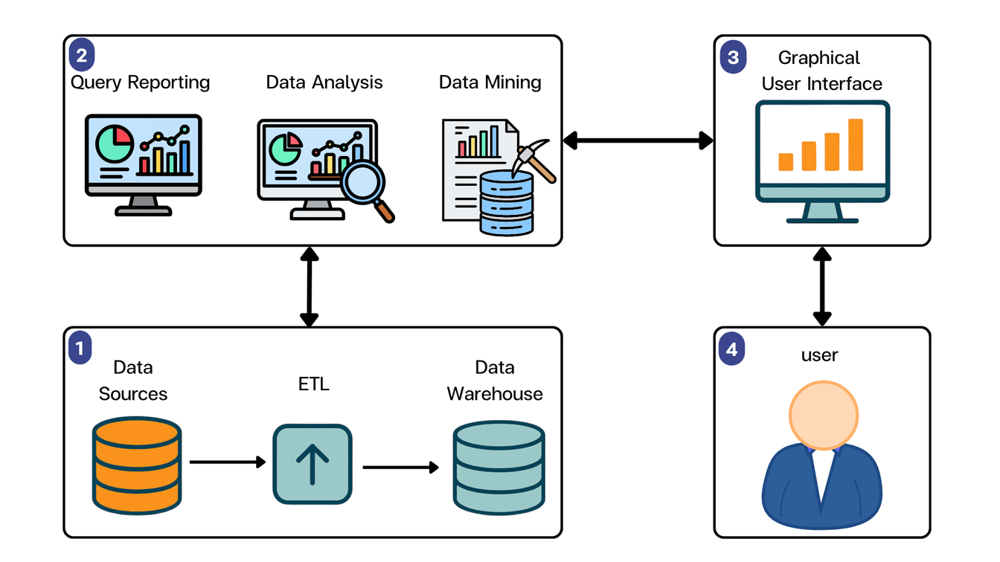 2
Query Reporting
Data Analysis
Data Mining
3
Graphical
User Interface
1
Data
Sources
ETL
Data
Warehouse
4
user